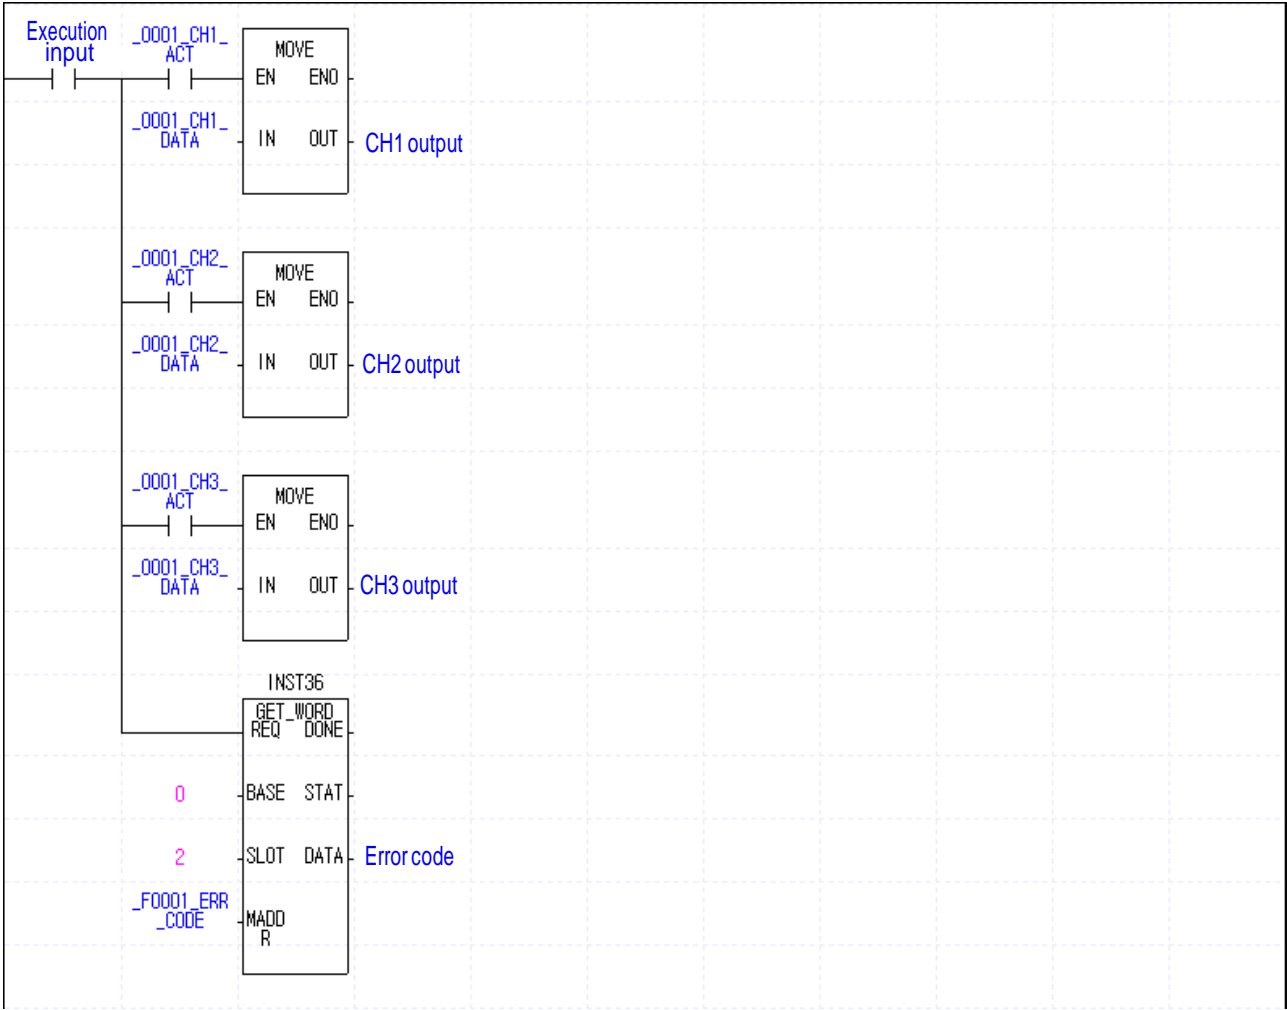 Execution
input
_0001_CH1_
ACT
MOVE
EN ENO
_0001_CH1_
DATA
IN OUT
CH1 output
_0001_CH2_
ACT
MOVE
EN ENO
_0001_CH2_
DATA
IN OUT
CH2 output
_0001_CH3_
ACT
MOVE
EN ENO
_0001_CH3_
DATA
IN OUT
CH3 output
INST36
GET_WORD
REQ DONE
0
BASE STAT
2
SLOT DATA
Error code
_F0001_ERR
_CODE
MADD
R